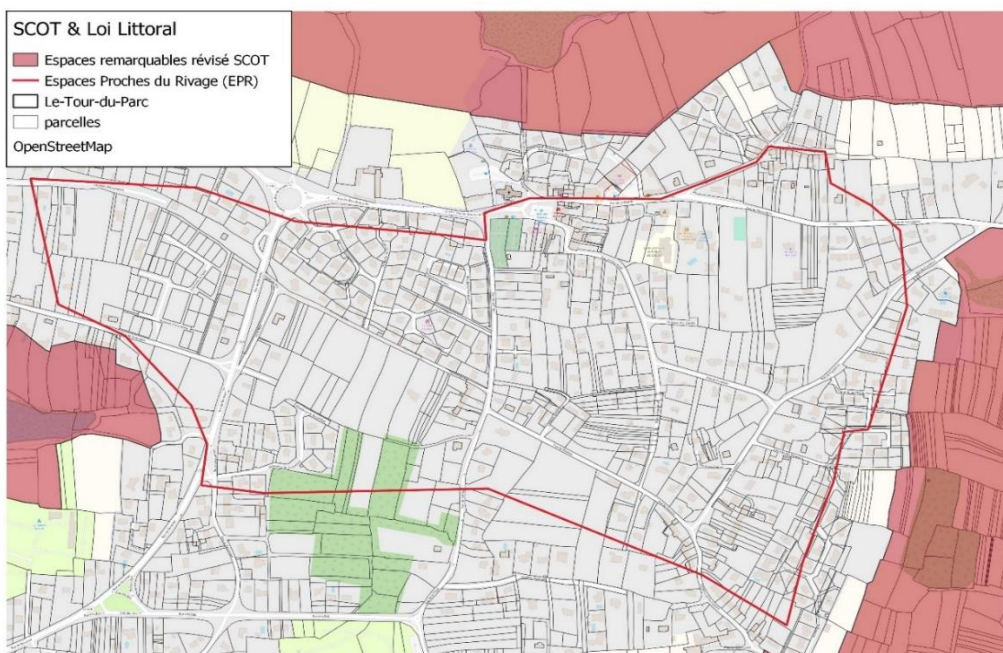 SCOT & Loi Littoral
Espaces remarquables révisé SCOT
Espaces Proches du Rivage (EPR)
Le-Tour-du-Parc
parcelles
OpenStreetMap